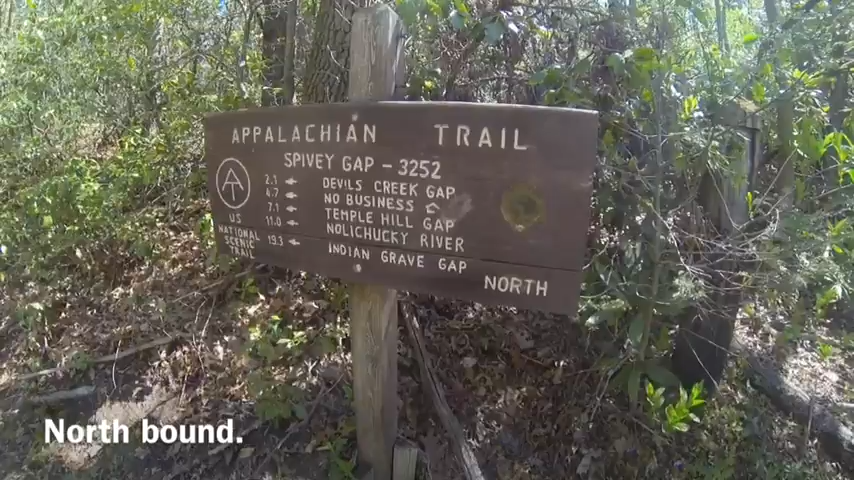 APPALACHIAN TRAIL
SPIVEY GAP - 3252
2.1 DEVILS CREEK GAP
4.7 NO BUSINESS
7.1 TEMPLE HILL GAP
11.0 NOLICHUCKY RIVER
19.3 INDIAN GRAVE GAP
AT
US
NATIONAL
SCENIC
TRAIL
NORTH
North bound.